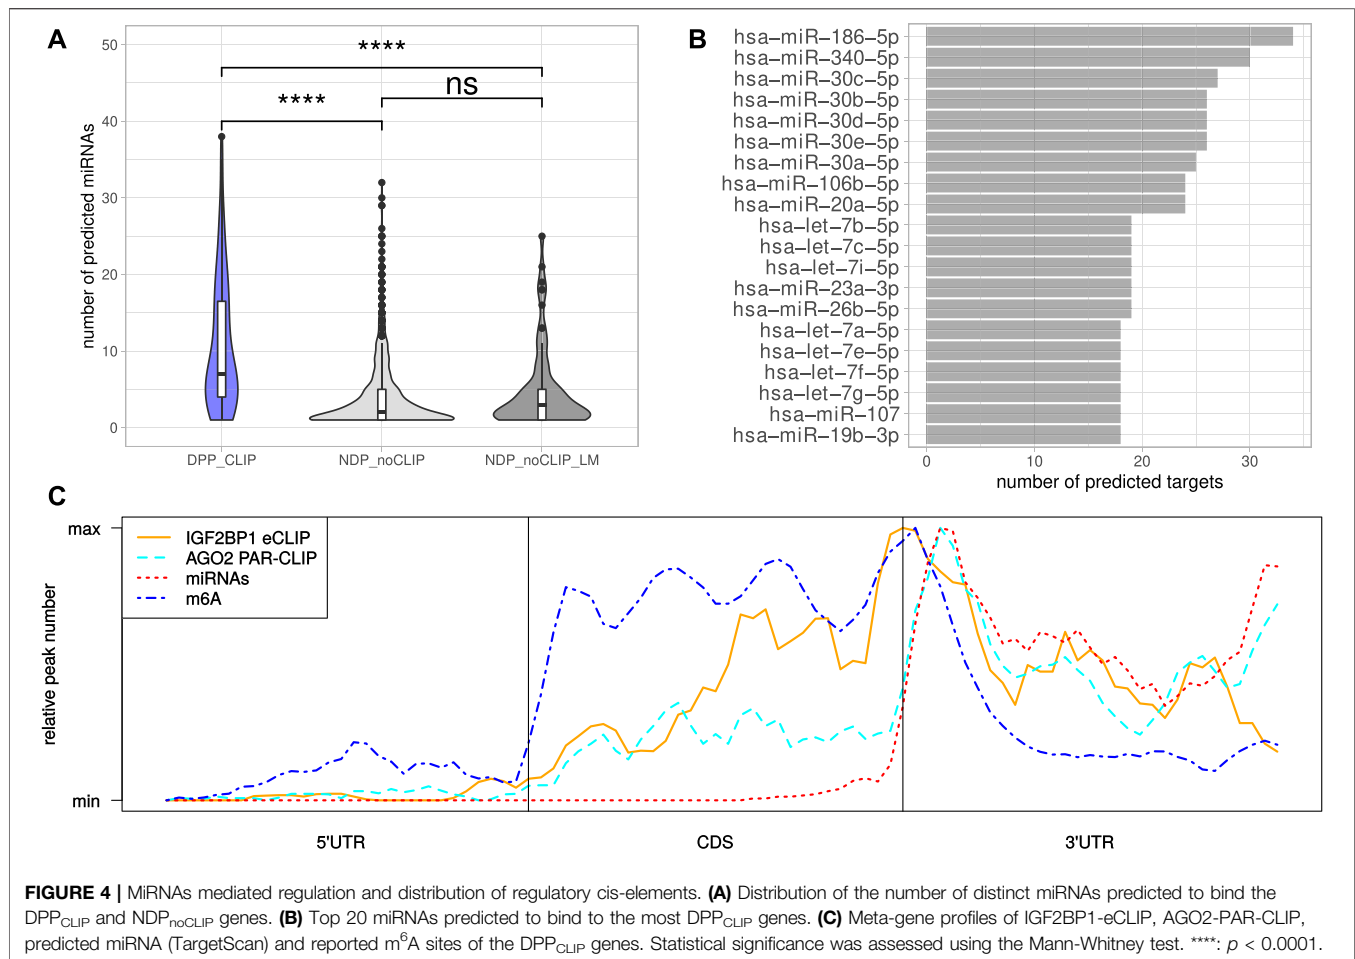 A
number of predicted miRNAs
50
40
30
20
10
0
****
****
ns
DPP_CLIP
NDP_noCLIP
NDP_noCLIP_LM
B
hsa−miR−186−5p
hsa−miR−340−5p
hsa−miR−30c−5p
hsa−miR−30b−5p
hsa−miR−30d−5p
hsa−miR−30e−5p
hsa−miR−30a−5p
hsa−miR−106b−5p
hsa−miR−20a−5p
hsa−let−7b−5p
hsa−let−7c−5p
hsa−let−7i−5p
hsa−miR−23a−3p
hsa−miR−26b−5p
hsa−let−7a−5p
hsa−let−7e−5p
hsa−let−7f−5p
hsa−let−7g−5p
hsa−miR−107
hsa−miR−19b−3p
0 10 20 30
number of predicted targets
C
relative peak number
max
min
IGF2BP1 eCLIP
AGO2 PAR-CLIP
miRNAs
m6A
5'UTR
CDS
3'UTR
FIGURE 4 | MiRNAs mediated regulation and distribution of regulatory cis-elements. (A) Distribution of the number of distinct miRNAs predicted to bind the
DPPCLIP and NDPnoCLIP genes. (B) Top 20 miRNAs predicted to bind to the most DPPCLIP genes. (C) Meta-gene profiles of IGF2BP1-eCLIP, AGO2-PAR-CLIP,
predicted miRNA (TargetScan) and reported m⁶A sites of the DPPCLIP genes. Statistical significance was assessed using the Mann-Whitney test. ****: p < 0.0001.